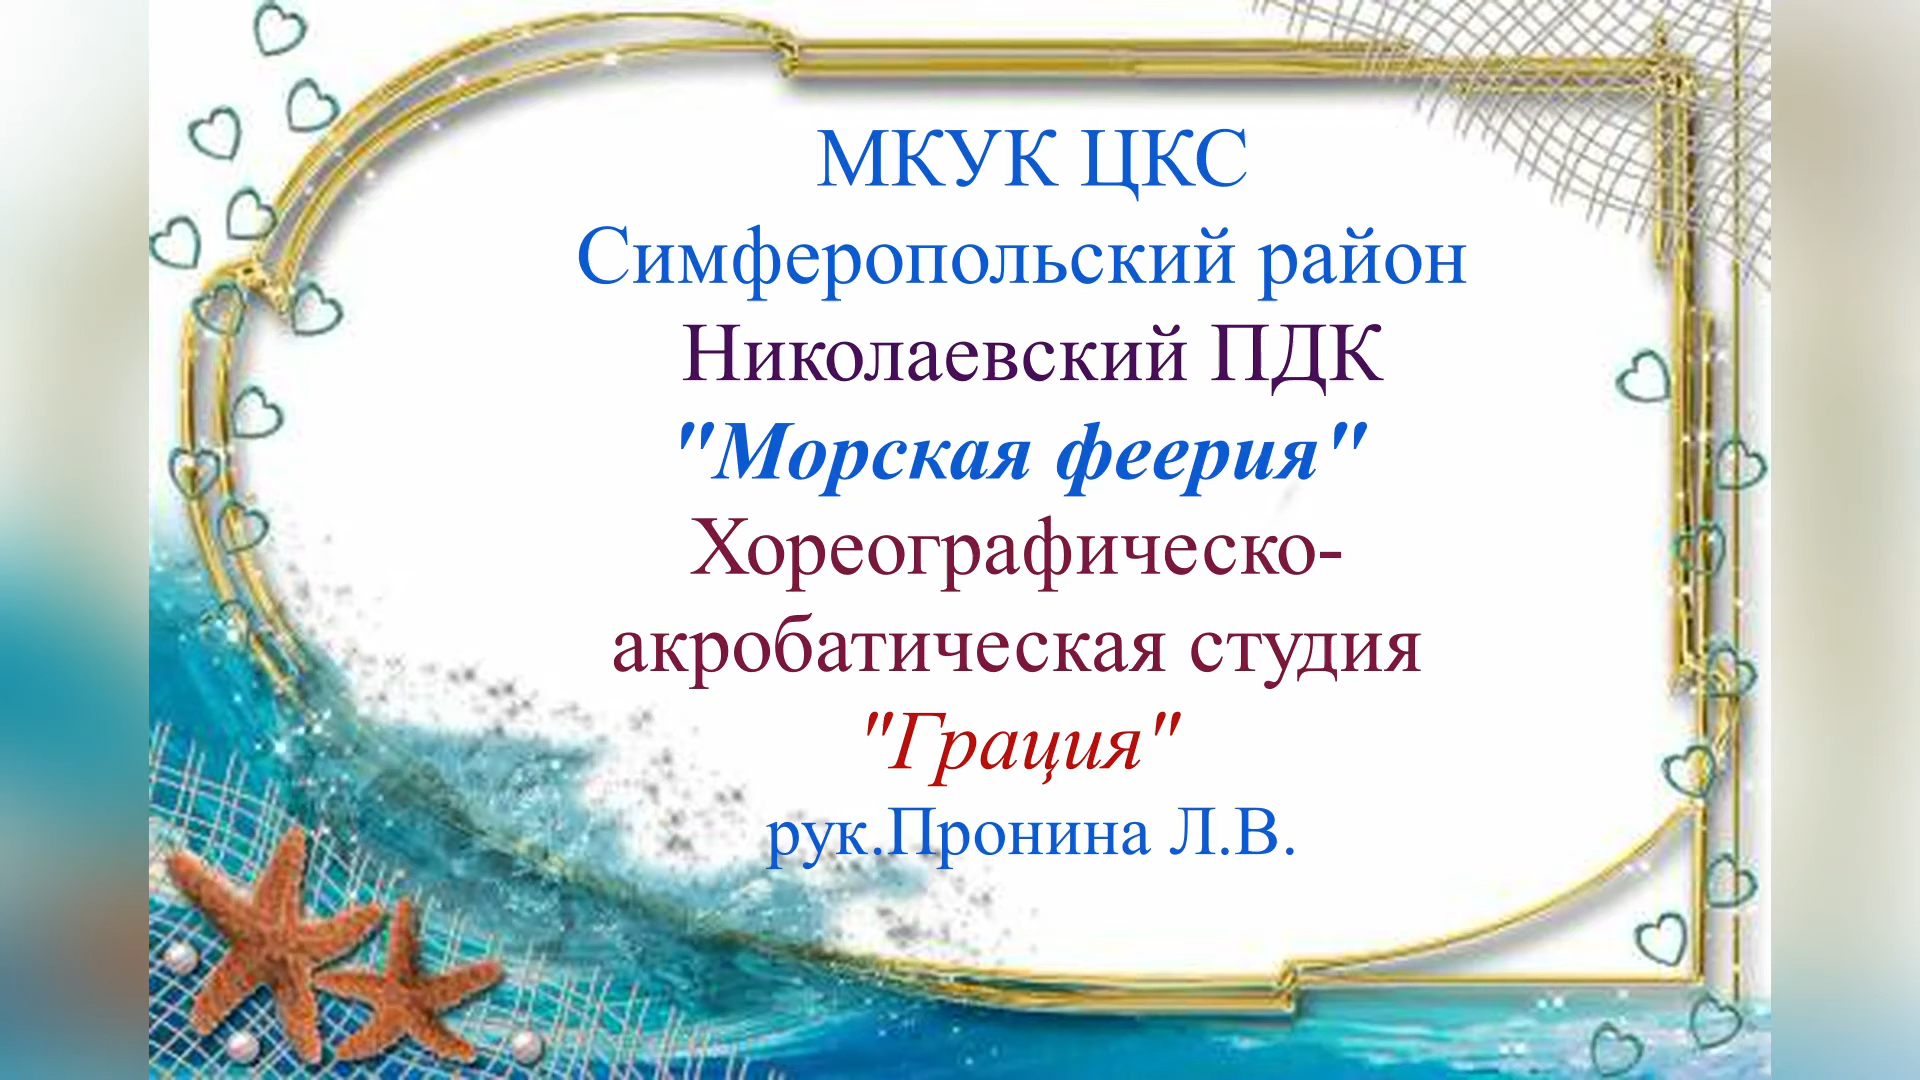 МКУК ЦКС
Симферопольский район
Николаевский ПДК
"Морская феерия"
Хореографическо-
акробатическая студия
"Грация"
рук.Пронина Л.В.